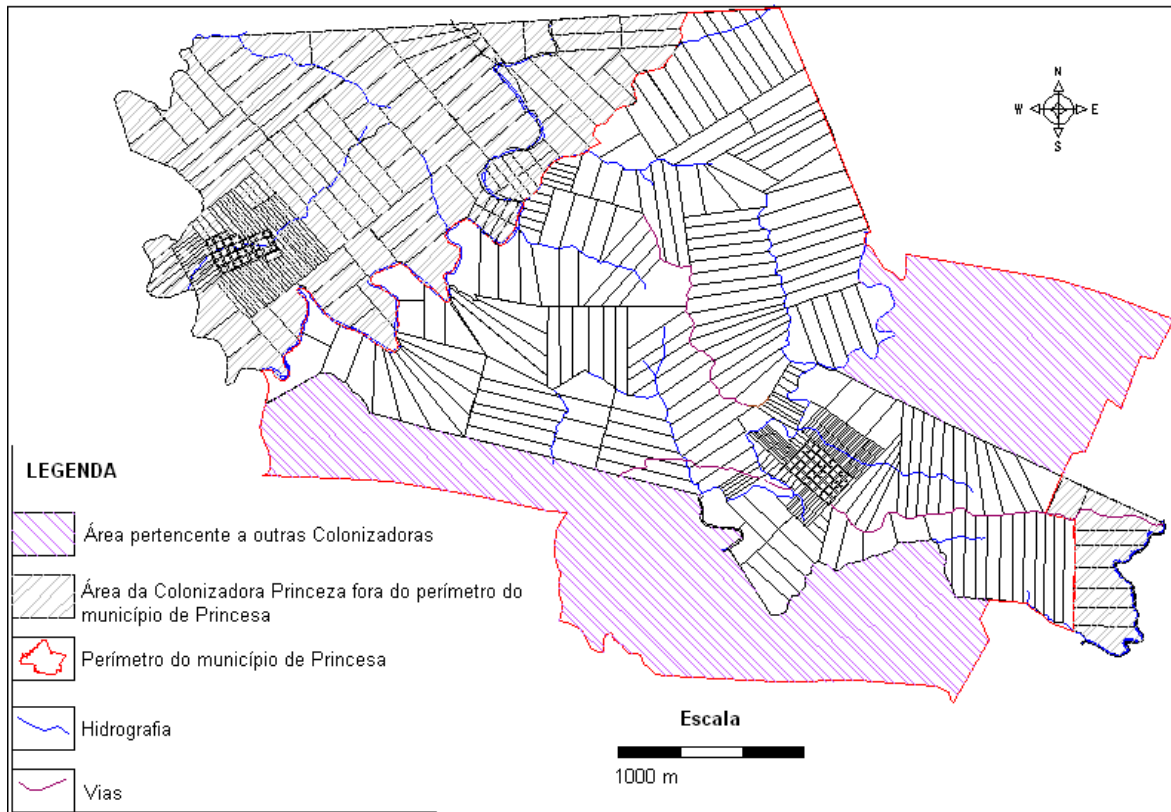 N
W
E
S
LEGENDA
Área pertencente a outras Colonizadoras
Área da Colonizadora Princeza fora do perímetro do
município de Princesa
Perímetro do município de Princesa
Hidrografia
Vias
Escala
1000 m